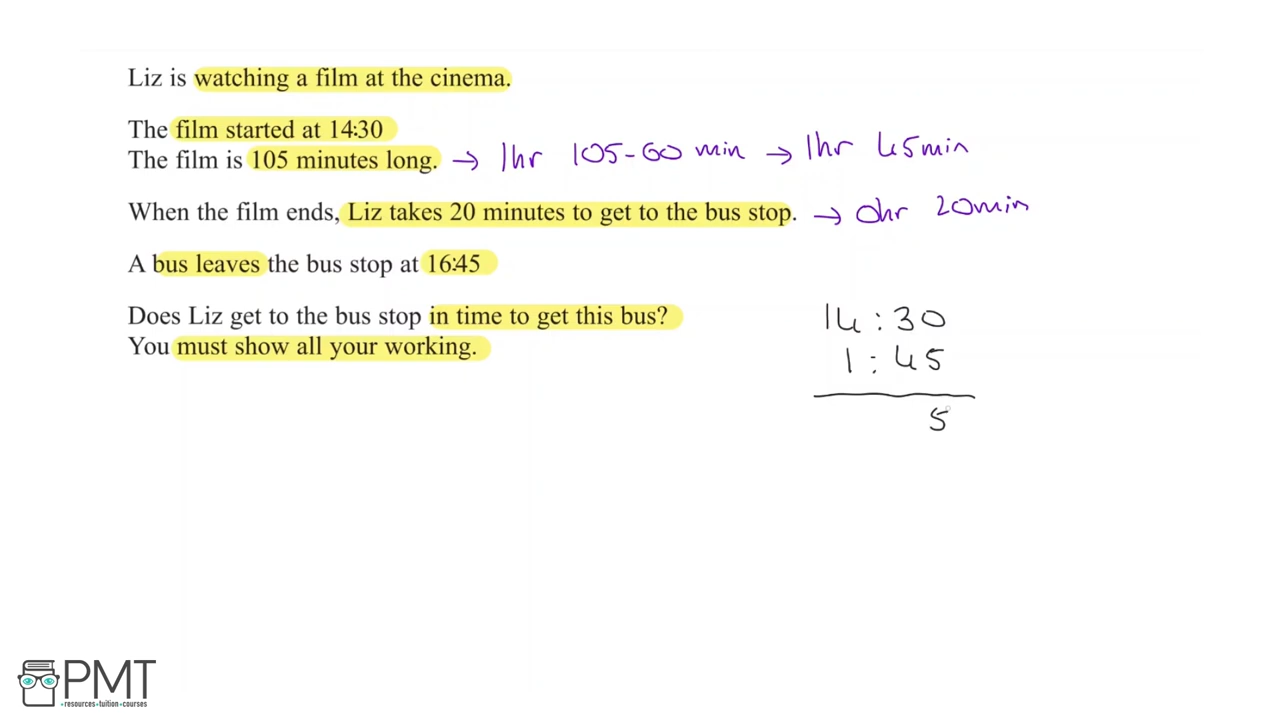 Liz is watching a film at the cinema.
The film started at 14:30
The film is 105 minutes long. → 1hr 105-60 min → 1hr 45min
When the film ends, Liz takes 20 minutes to get to the bus stop. → 0hr 20min
A bus leaves the bus stop at 16:45
Does Liz get to the bus stop in time to get this bus?
You must show all your working.
14:30
1:45
5
PMT
•resources•tuition•courses